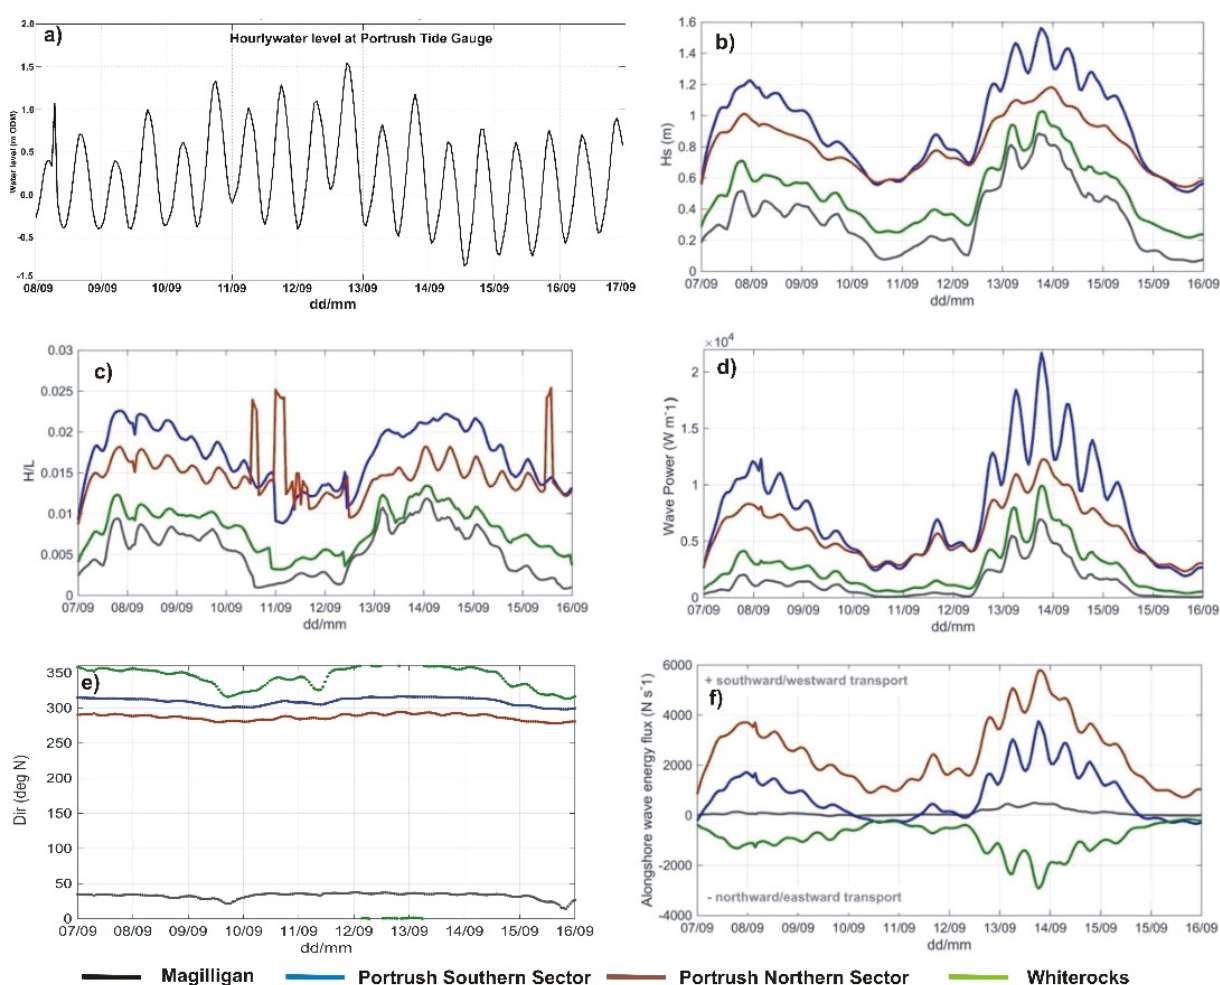 a)
Hourlywater level at Portrush Tide Gauge
Water level (m ODM)
2.0
1.5
1.0
0.5
0.0
-0.5
-1.5
08/09 09/09 10/09 11/09 12/09 13/09 14/09 15/09 16/09 17/09
dd/mm
b)
Hs (m)
1.6
1.4
1.2
1
0.8
0.6
0.4
0.2
0
07/09 08/09 09/09 10/09 11/09 12/09 13/09 14/09 15/09 16/09
dd/mm
c)
H/L
0.03
0.025
0.02
0.015
0.01
0.005
0
07/09 08/09 09/09 10/09 11/09 12/09 13/09 14/09 15/09 16/09
dd/mm
d)
×10⁴
Wave Power (W m⁻1)
2
1.5
1
0.5
0
07/09 08/09 09/09 10/09 11/09 12/09 13/09 14/09 15/09 16/09
dd/mm
e)
Dir (deg N)
350
300
250
200
150
100
50
0
07/09 08/09 09/09 10/09 11/09 12/09 13/09 14/09 15/09 16/09
dd/mm
f)
+ southward/westward transport
- northward/eastward transport
Alongshore wave energy flux (N s⁻1)
6000
4000
2000
0
-2000
-4000
07/09 08/09 09/09 10/09 11/09 12/09 13/09 14/09 15/09 16/09
dd/mm
Magilligan Portrush Southern Sector Portrush Northern Sector Whiterocks